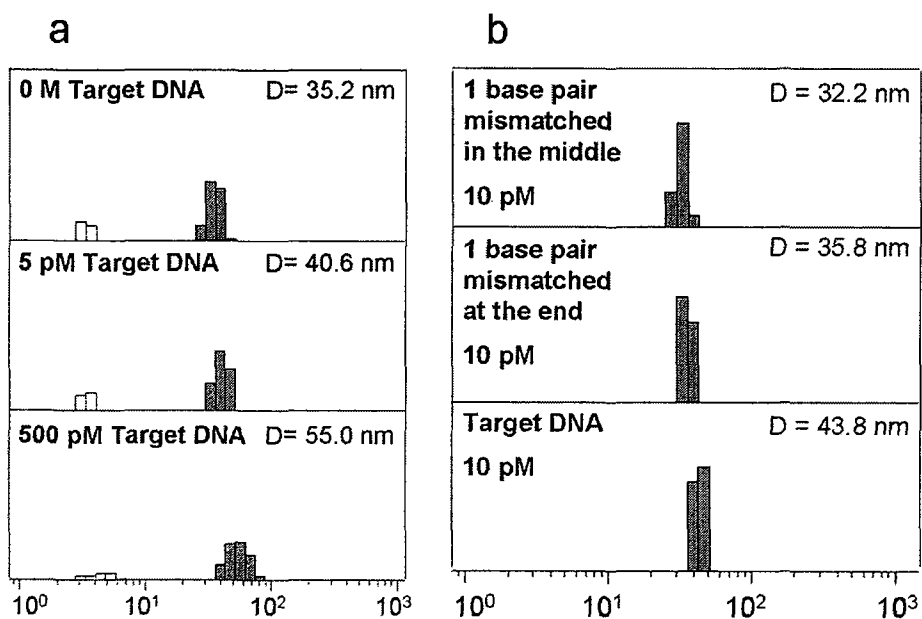 a
0 M Target DNA D= 35.2 nm
5 pM Target DNA D= 40.6 nm
500 pM Target DNA D= 55.0 nm
10⁰ 10¹ 10² 10³
b
1 base pair D = 32.2 nm
mismatched
in the middle
10 pM
1 base pair D = 35.8 nm
mismatched
at the end
10 pM
Target DNA D = 43.8 nm
10 pM
10⁰ 10¹ 10² 10³